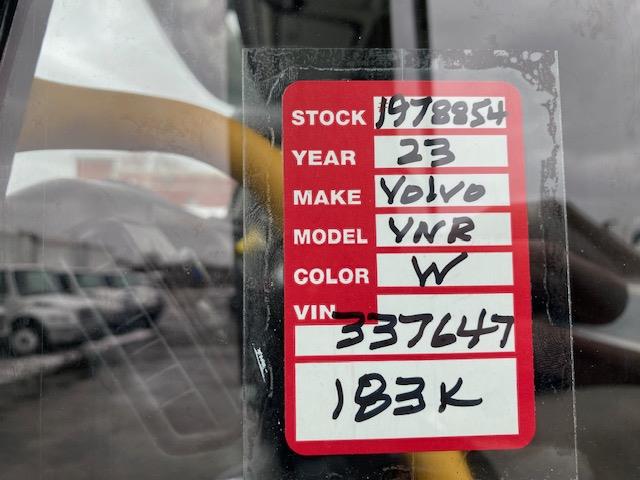 STOCK 1978854
YEAR 23
MAKE Volvo
MODEL VNR
COLOR W
VIN
337647
183K